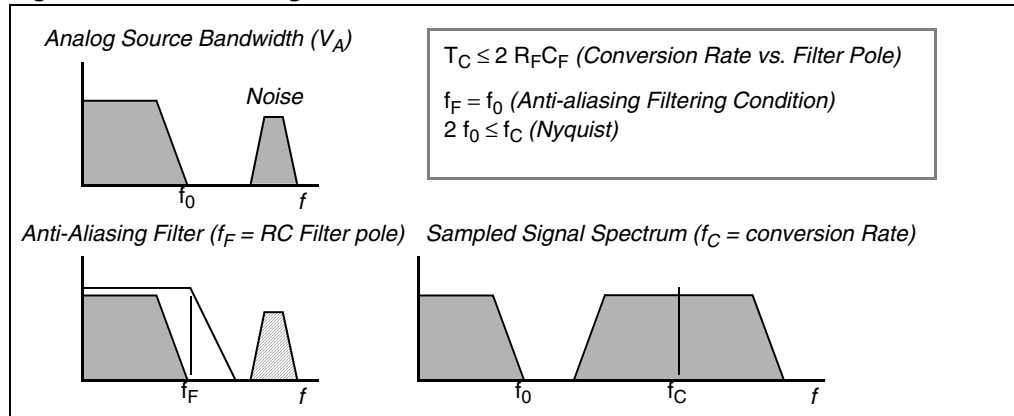 Analog Source Bandwidth (V_A)
Noise
f_0
f
T_C ≤ 2 R_FC_F (Conversion Rate vs. Filter Pole)
f_F = f_0 (Anti-aliasing Filtering Condition)
2 f_0 ≤ f_C (Nyquist)
Anti-Aliasing Filter (f_F = RC Filter pole)
f_F
f
Sampled Signal Spectrum (f_C = conversion Rate)
f_0
f_C
f